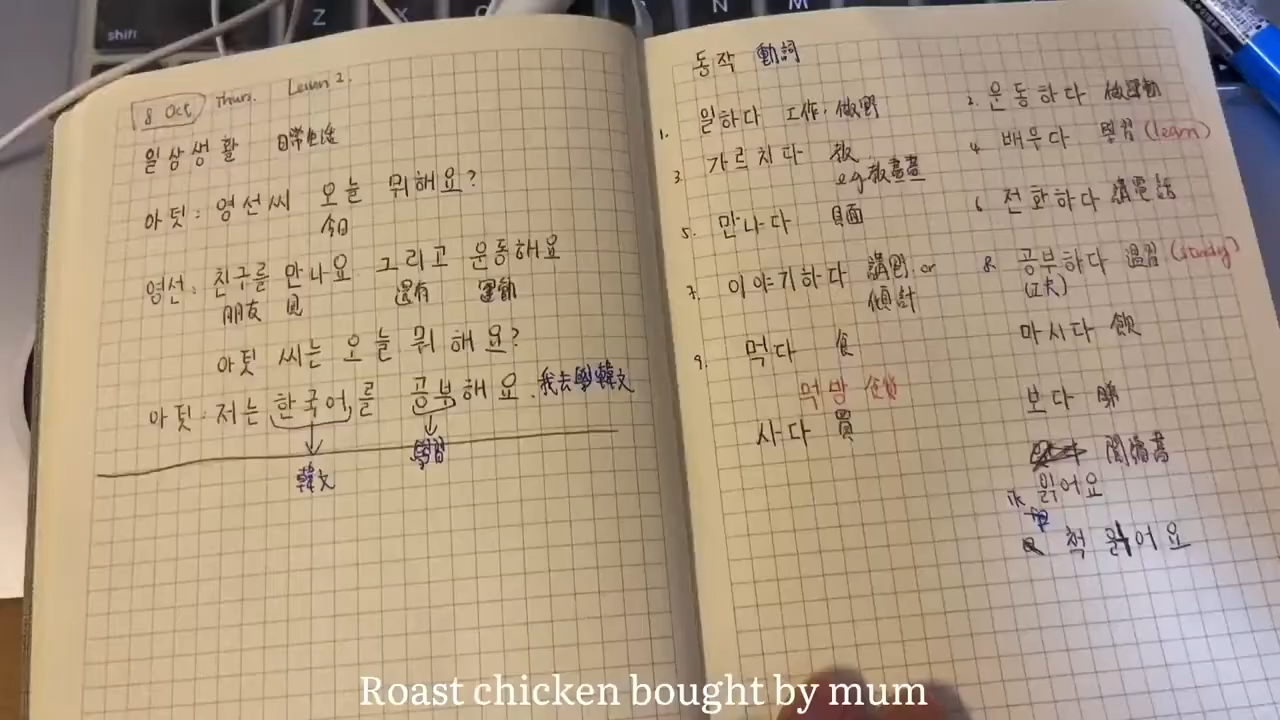 shift
Z
X
N
M
8 Oct Thurs. Lesson 2.
일상생활 日常生活
아텃: 영선씨 오늘 뭐해요?
今日
영선: 친구를 만나요 그리고 운동해요
朋友 見 還有 運動
아텃 씨는 오늘 뭐해요?
아텃: 저는 한국어를 공부해요. 我去學韓文
韓文 學習
동작 動詞
1. 일하다 工作,做野
2. 운동하다 做運動
3. 가르치다 教
e.g 教畫畫
4. 배우다 學習 (learn)
5. 만나다 見面
6. 전화하다 講電話
7. 이야기하다 講野 or
傾計
8. 공부하다 溫習 (study)
(工夫)
9. 먹다 食
마시다 飲
먹방
보다 睇
사다 買
閱讀書
읽어요
척 읽어요
Roast chicken bought by mum